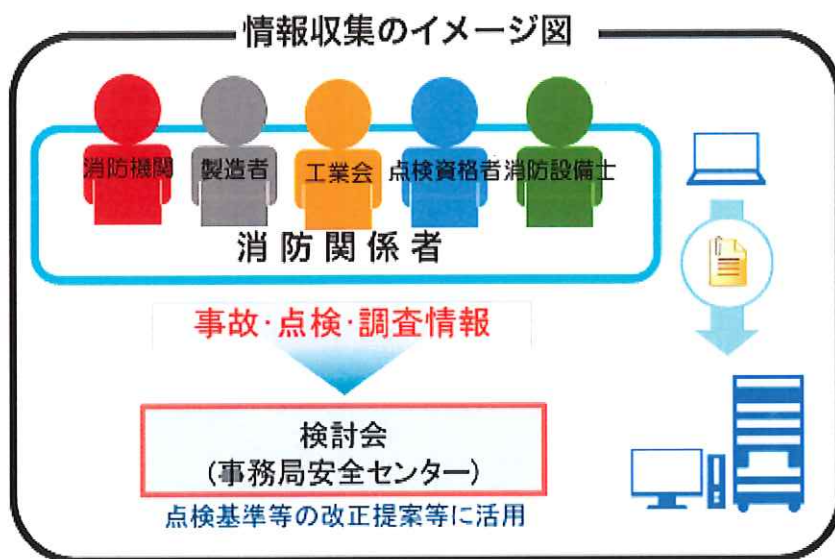 情報収集のイメージ図
消防機関 製造者 工業会 点検資格者 消防設備士
消防関係者
事故・点検・調査情報
検討会
(事務局安全センター)
点検基準等の改正提案等に活用